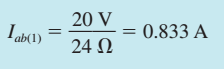 I_ab(1) = 20 V / 24 Ω = 0.833 A